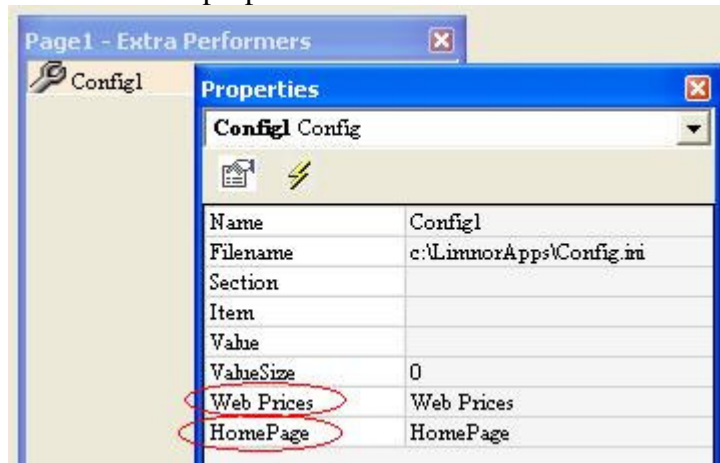 Page1 - Extra Performers
Config1
Properties
Config1 Config
Name Config1
Filename c:\LimnorApps\Config.ini
Section
Item
Value
ValueSize 0
Web Prices Web Prices
HomePage HomePage